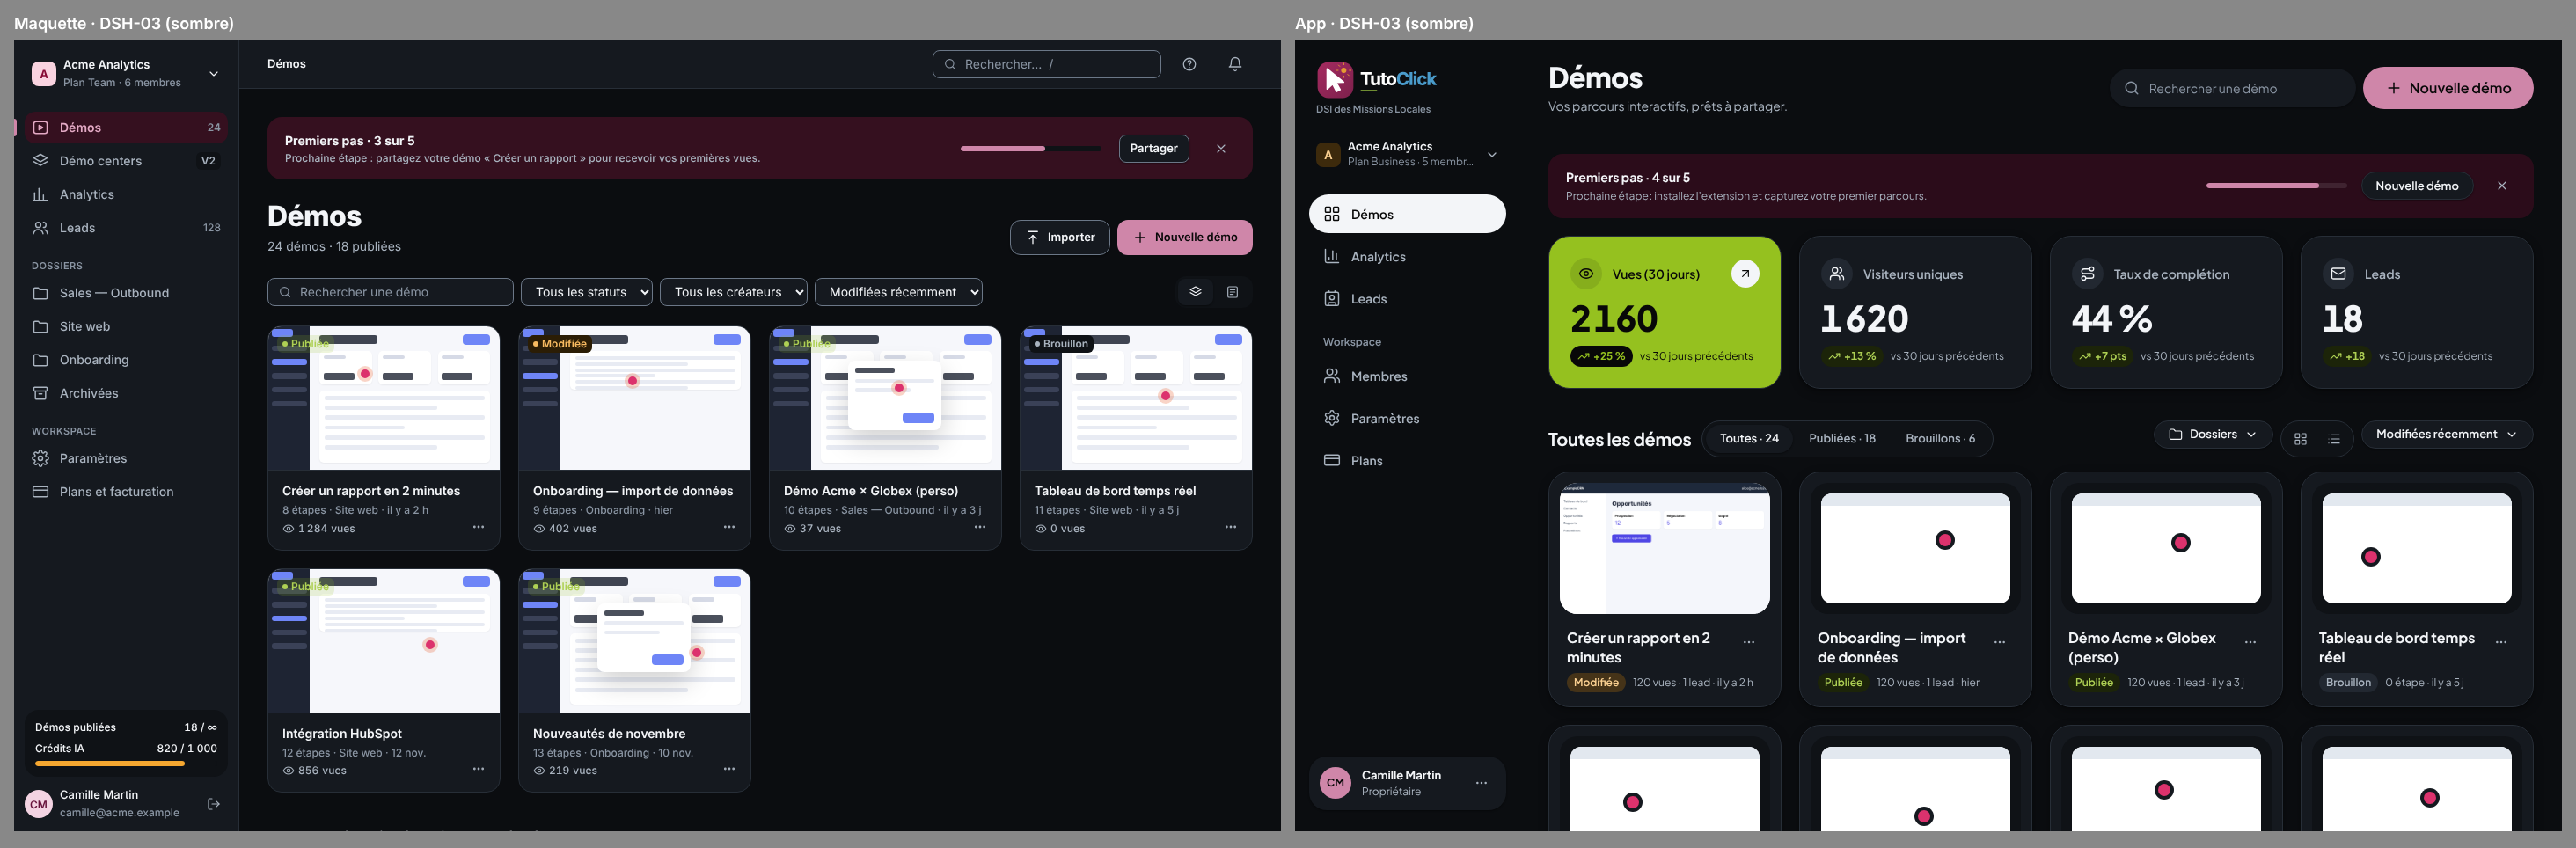 Maquette · DSH-03 (sombre)
A
Acme Analytics
Plan Team · 6 membres
Démos
24
Démo centers
V2
Analytics
Leads
128
DOSSIERS
Sales — Outbound
Site web
Onboarding
Archivées
WORKSPACE
Paramètres
Plans et facturation
Démos publiées
18 / ∞
Crédits IA
820 / 1 000
CM
Camille Martin
camille@acme.example
Démos
Rechercher... /
Premiers pas · 3 sur 5
Prochaine étape : partagez votre démo « Créer un rapport » pour recevoir vos premières vues.
Partager
Démos
24 démos · 18 publiées
Importer
Nouvelle démo
Rechercher une démo
Tous les statuts
Tous les créateurs
Modifiées récemment
Publiée
Créer un rapport en 2 minutes
8 étapes · Site web · il y a 2 h
1 284 vues
Modifiée
Onboarding — import de données
9 étapes · Onboarding · hier
402 vues
Publiée
Démo Acme × Globex (perso)
10 étapes · Sales — Outbound · il y a 3 j
37 vues
Brouillon
Tableau de bord temps réel
11 étapes · Site web · il y a 5 j
0 vues
Publiée
Intégration HubSpot
12 étapes · Site web · 12 nov.
856 vues
Publiée
Nouveautés de novembre
13 étapes · Onboarding · 10 nov.
219 vues
App · DSH-03 (sombre)
TutoClick
DSI des Missions Locales
A
Acme Analytics
Plan Business · 5 membr...
Démos
Analytics
Leads
Workspace
Membres
Paramètres
Plans
CM
Camille Martin
Propriétaire
Démos
Vos parcours interactifs, prêts à partager.
Rechercher une démo
Nouvelle démo
Premiers pas · 4 sur 5
Prochaine étape : installez l'extension et capturez votre premier parcours.
Nouvelle démo
Vues (30 jours)
2 160
+25 %
vs 30 jours précédents
Visiteurs uniques
1 620
+13 %
vs 30 jours précédents
Taux de complétion
44 %
+7 pts
vs 30 jours précédents
Leads
18
+18
vs 30 jours précédents
Toutes les démos
Toutes · 24
Publiées · 18
Brouillons · 6
Dossiers
Modifiées récemment
Opportunités
Créer un rapport en 2
minutes
Modifiée
120 vues · 1 lead · il y a 2 h
Onboarding — import
de données
Publiée
120 vues · 1 lead · hier
Démo Acme × Globex
(perso)
Publiée
120 vues · 1 lead · il y a 3 j
Tableau de bord temps
réel
Brouillon
0 étape · il y a 5 j